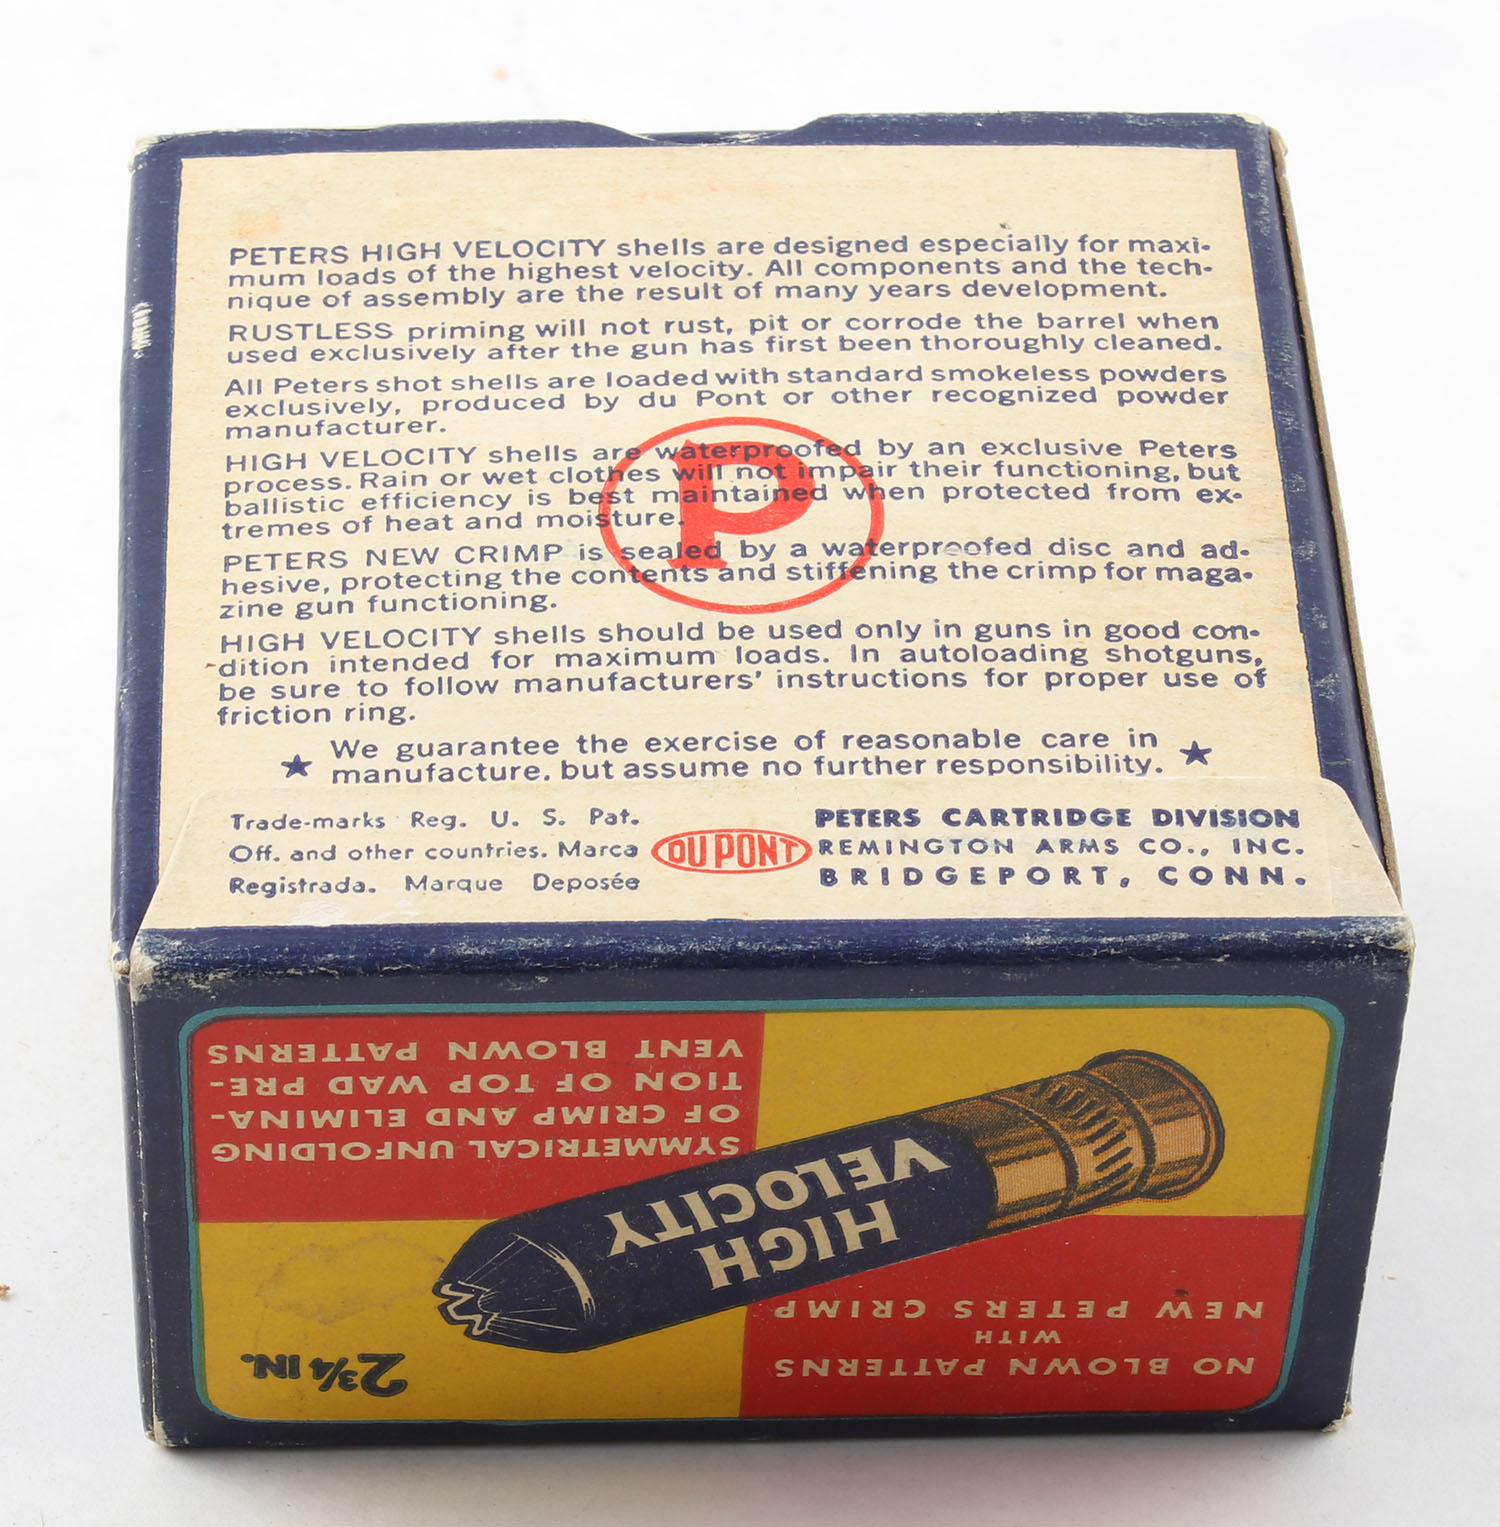 PETERS HIGH VELOCITY shells are designed especially for maxi-
mum loads of the highest velocity. All components and the tech-
nique of assembly are the result of many years development.
RUSTLESS priming will not rust, pit or corrode the barrel when
used exclusively after the gun has first been thoroughly cleaned.
All Peters shot shells are loaded with standard smokeless powders
exclusively, produced by du Pont or other recognized powder
manufacturer.
HIGH VELOCITY shells are waterproofed by an exclusive Peters
process. Rain or wet clothes will not impair their functioning, but
ballistic efficiency is best maintained when protected from ex-
tremes of heat and moisture.
P
PETERS NEW CRIMP is sealed by a waterproofed disc and ad-
hesive, protecting the contents and stiffening the crimp for maga-
zine gun functioning.
HIGH VELOCITY shells should be used only in guns in good con-
dition intended for maximum loads. In autoloading shotguns,
be sure to follow manufacturers' instructions for proper use of
friction ring.
★ We guarantee the exercise of reasonable care in ★
manufacture. but assume no further responsibility.
Trade-marks Reg. U. S. Pat.
Off. and other countries. Marca
Registrada. Marque Deposée
DU PONT
PETERS CARTRIDGE DIVISION
REMINGTON ARMS CO., INC.
BRIDGEPORT, CONN.
NO BLOWN PATTERNS
WITH
NEW PETERS CRIMP
2¾ IN.
HIGH
VELOCITY
SYMMETRICAL UNFOLDING
OF CRIMP AND ELIMINA-
TION OF TOP WAD PRE-
VENT BLOWN PATTERNS